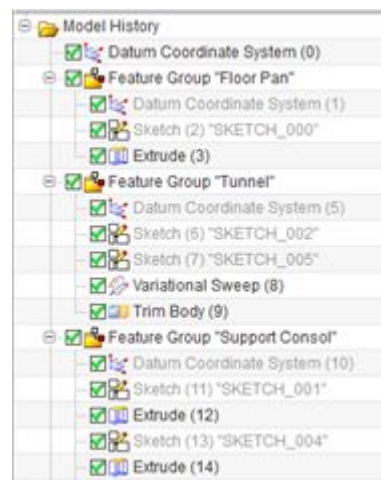 Model History
Datum Coordinate System (0)
Feature Group "Floor Pan"
Datum Coordinate System (1)
Sketch (2) "SKETCH_000"
Extrude (3)
Feature Group "Tunnel"
Datum Coordinate System (5)
Sketch (6) "SKETCH_002"
Sketch (7) "SKETCH_005"
Variational Sweep (8)
Trim Body (9)
Feature Group "Support Consol"
Datum Coordinate System (10)
Sketch (11) "SKETCH_001"
Extrude (12)
Sketch (13) "SKETCH_004"
Extrude (14)